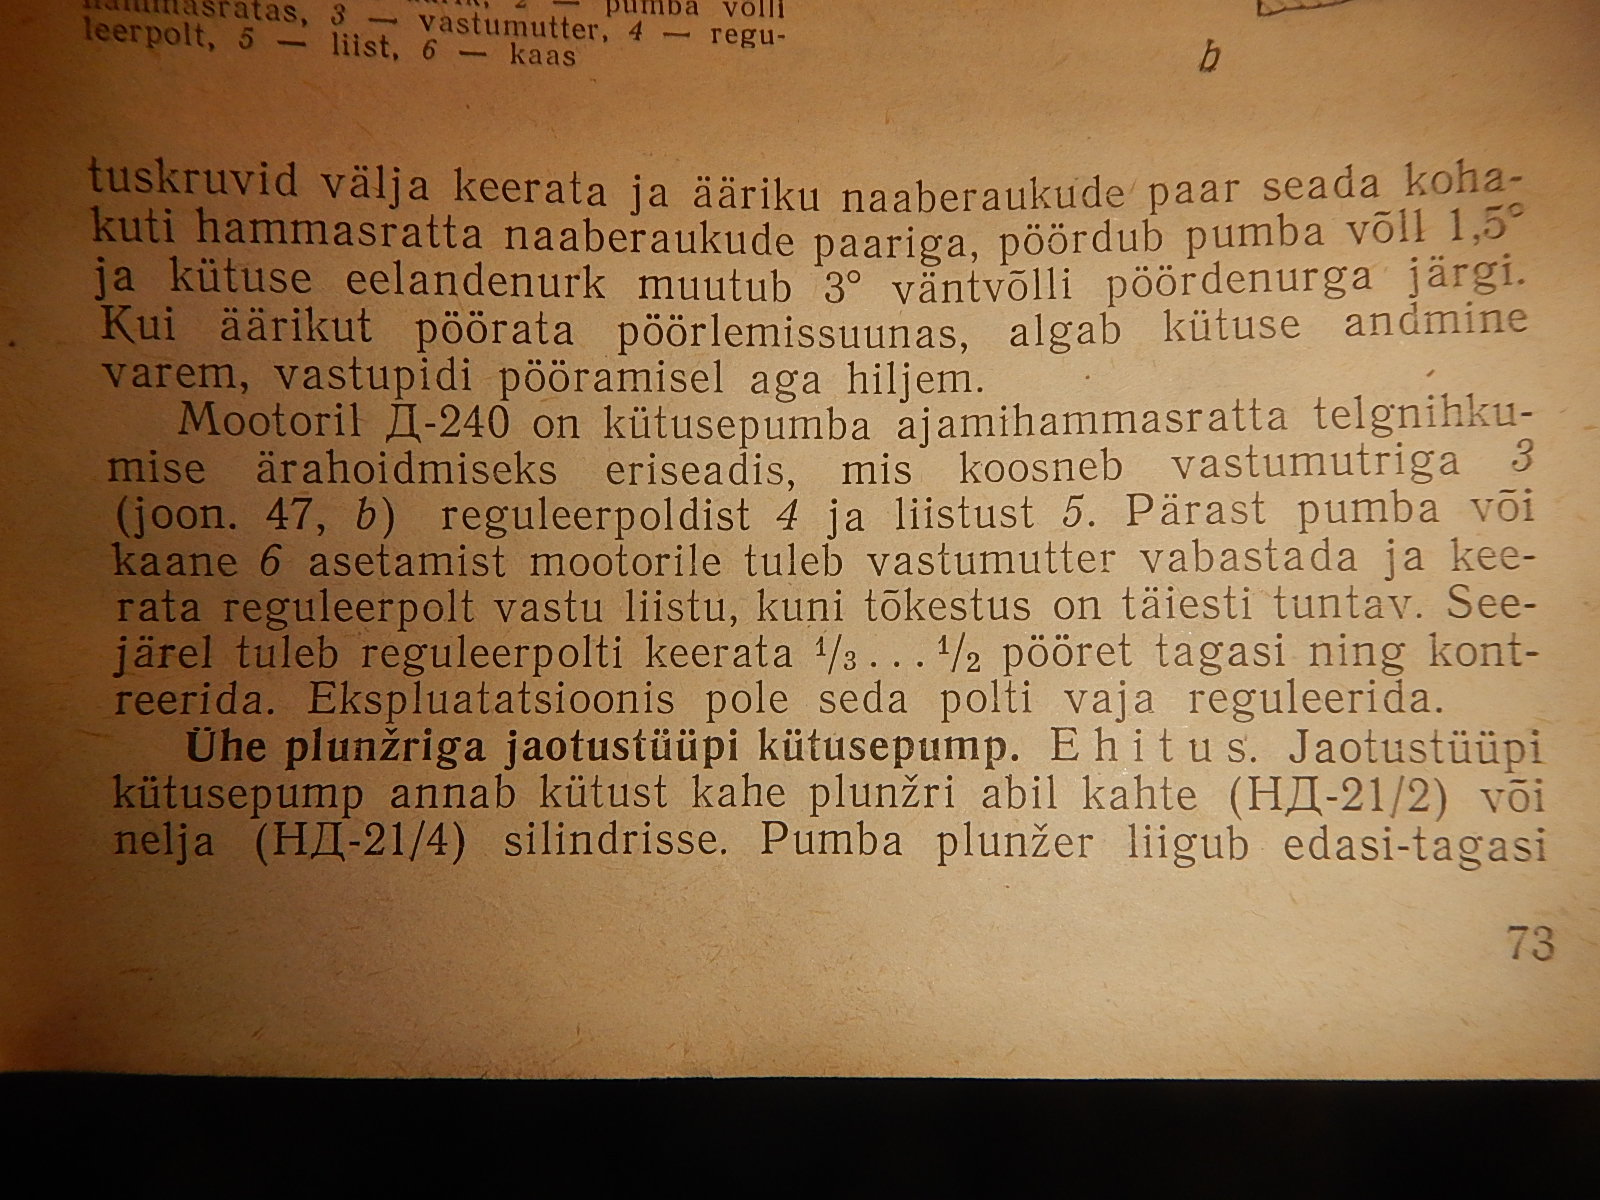 hammasratas, 3 — vastumutter, 4 — regu-
2 — pumba võlli
leerpolt, 5 — liist, 6 — kaas
b
tuskruvid välja keerata ja ääriku naaberaukude paar seada koha-
kuti hammasratta naaberaukude paariga, pöördub pumba võll 1,5°
ja kütuse eelandenurk muutub 3° väntvõlli pöördenurga järgi.
Kui äärikut pöörata pöörlemissuunas, algab kütuse andmine
varem, vastupidi pööramisel aga hiljem.
Mootoril Д-240 on kütusepumba ajamihammasratta telgnihku-
mise ärahoidmiseks eriseadis, mis koosneb vastumutriga 3
(joon. 47, b) reguleerpoldist 4 ja liistust 5. Pärast pumba või
kaane 6 asetamist mootorile tuleb vastumutter vabastada ja kee-
rata reguleerpolt vastu liistu, kuni tõkestus on täiesti tuntav. See-
järel tuleb reguleerpolti keerata 1/3 . . . 1/2 pööret tagasi ning kont-
reerida. Ekspluatatsioonis pole seda polti vaja reguleerida.
Ühe plunžriga jaotustüüpi kütusepump. Ehitus. Jaotustüüpi
kütusepump annab kütust kahe plunžri abil kahte (НД-21/2) või
nelja (НД-21/4) silindrisse. Pumba plunžer liigub edasi-tagasi
73